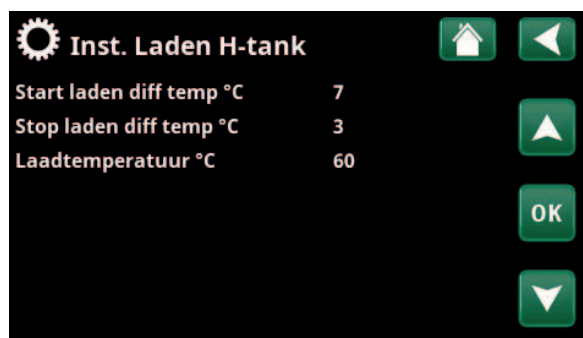 Inst. Laden H-tank
Start laden diff temp °C 7
Stop laden diff temp °C 3
Laadtemperatuur °C 60
OK